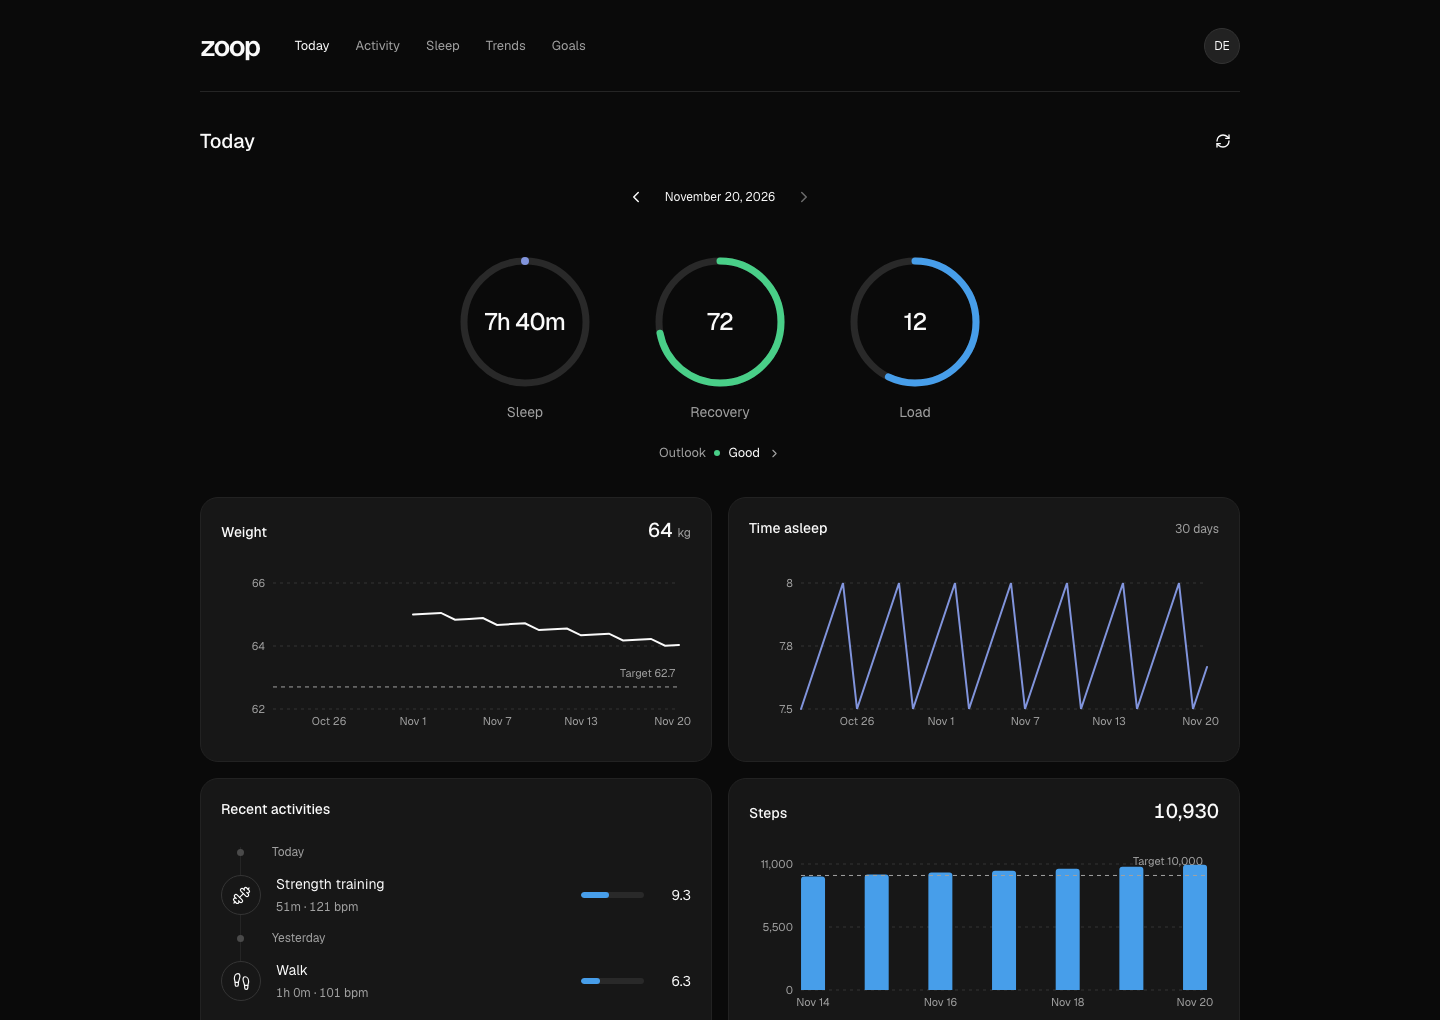 zoop
Today Activity Sleep Trends Goals
DE
Today
November 20, 2026
7h 40m 72 12
Sleep Recovery Load
Outlook Good
Weight 64 kg
66
64
Target 62.7
62
Oct 26 Nov 1 Nov 7 Nov 13 Nov 20
Time asleep 30 days
8
7.8
7.5
Oct 26 Nov 1 Nov 7 Nov 13 Nov 20
Recent activities
Today
Strength training
51m · 121 bpm
9.3
Yesterday
Walk
1h 0m · 101 bpm
6.3
Steps 10,930
Target 10,000
11,000
5,500
0
Nov 14 Nov 16 Nov 18 Nov 20